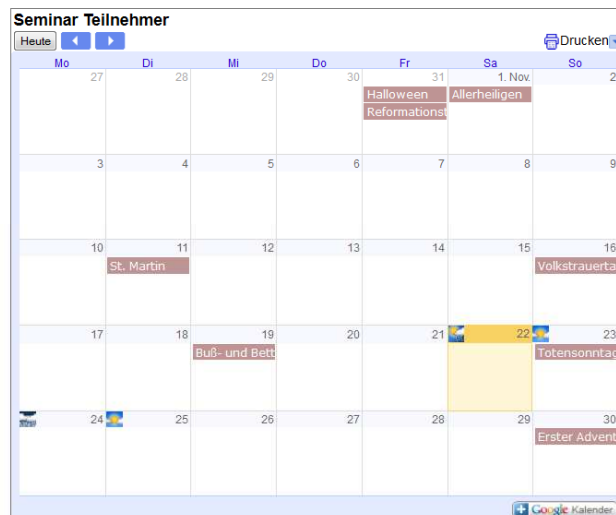 Seminar Teilnehmer
Heute
Drucken
Mo Di Mi Do Fr Sa So
27 28 29 30 31 1. Nov. 2
Halloween Allerheiligen
Reformationst
3 4 5 6 7 8 9
10 11 12 13 14 15 16
St. Martin Volkstrauerta
17 18 19 20 21 22 23
Buß- und Bett Totensonntag
24 25 26 27 28 29 30
Erster Advent
Google Kalender